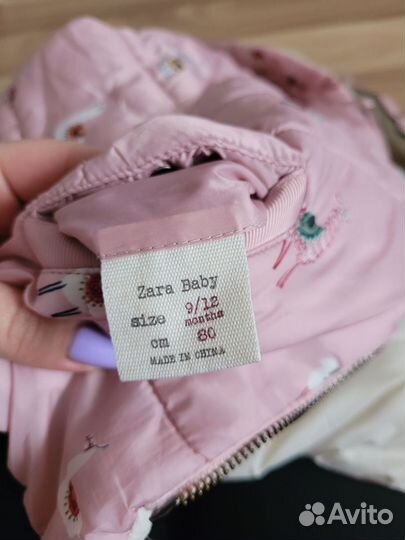 Zara Baby
size 9/12 months
cm 80
MADE IN CHINA
Avito